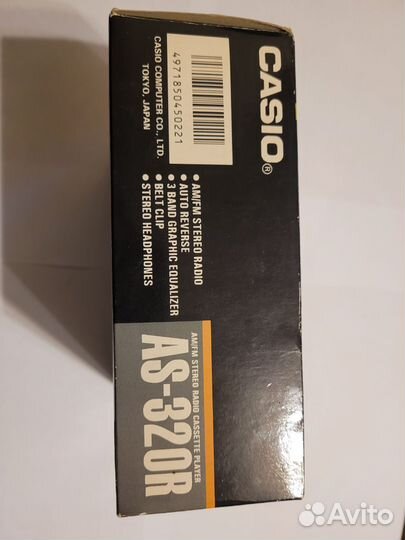 CASIO®
4971850450221
CASIO COMPUTER CO., LTD.
TOKYO, JAPAN
• AM/FM STEREO RADIO
• AUTO REVERSE
• 3 BAND GRAPHIC EQUALIZER
• BELT CLIP
• STEREO HEADPHONES
AM/FM STEREO RADIO CASSETTE PLAYER
AS-320R
Avito